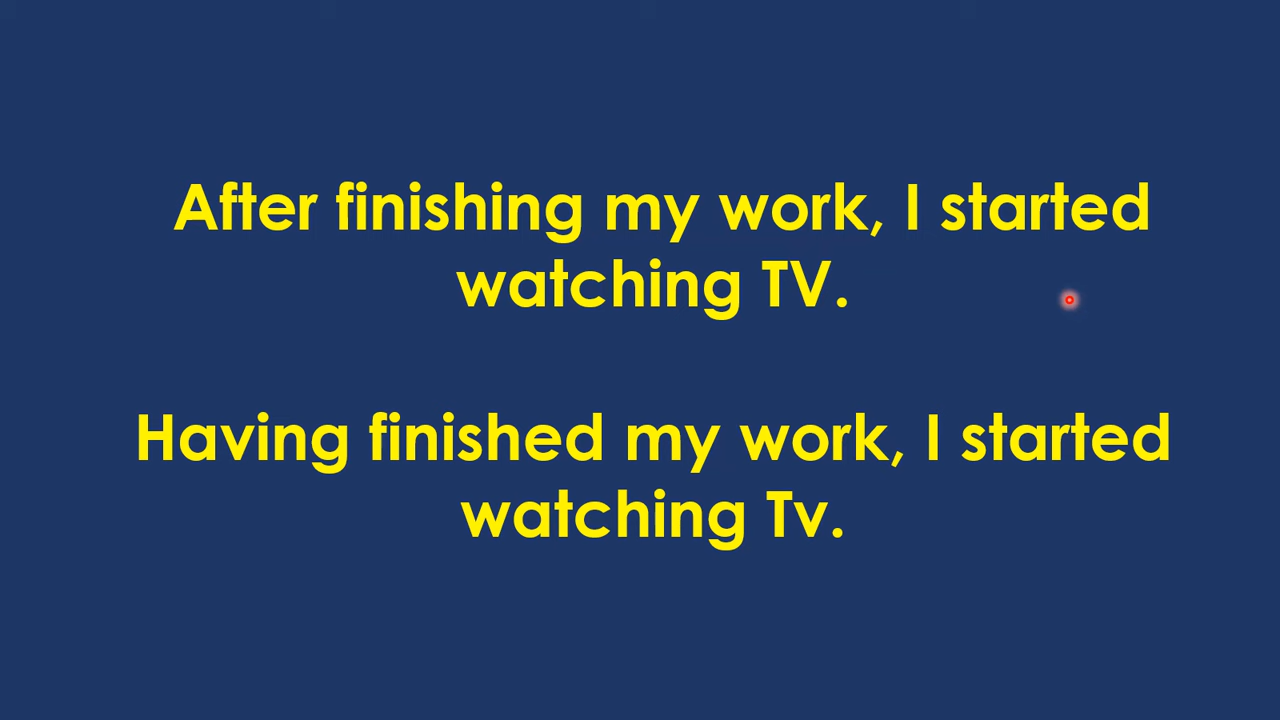 After finishing my work, I started
watching TV.
Having finished my work, I started
watching Tv.